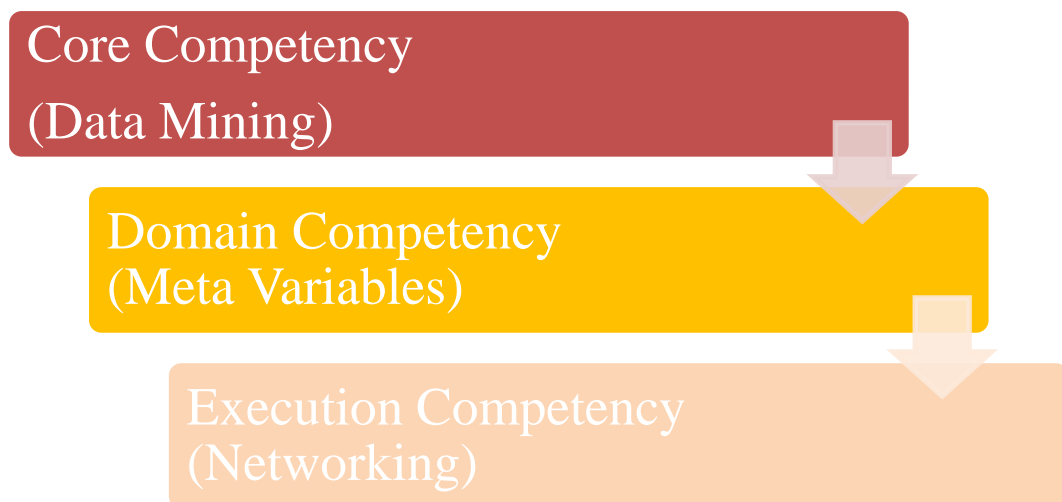 Core Competency
(Data Mining)
Domain Competency
(Meta Variables)
Execution Competency
(Networking)